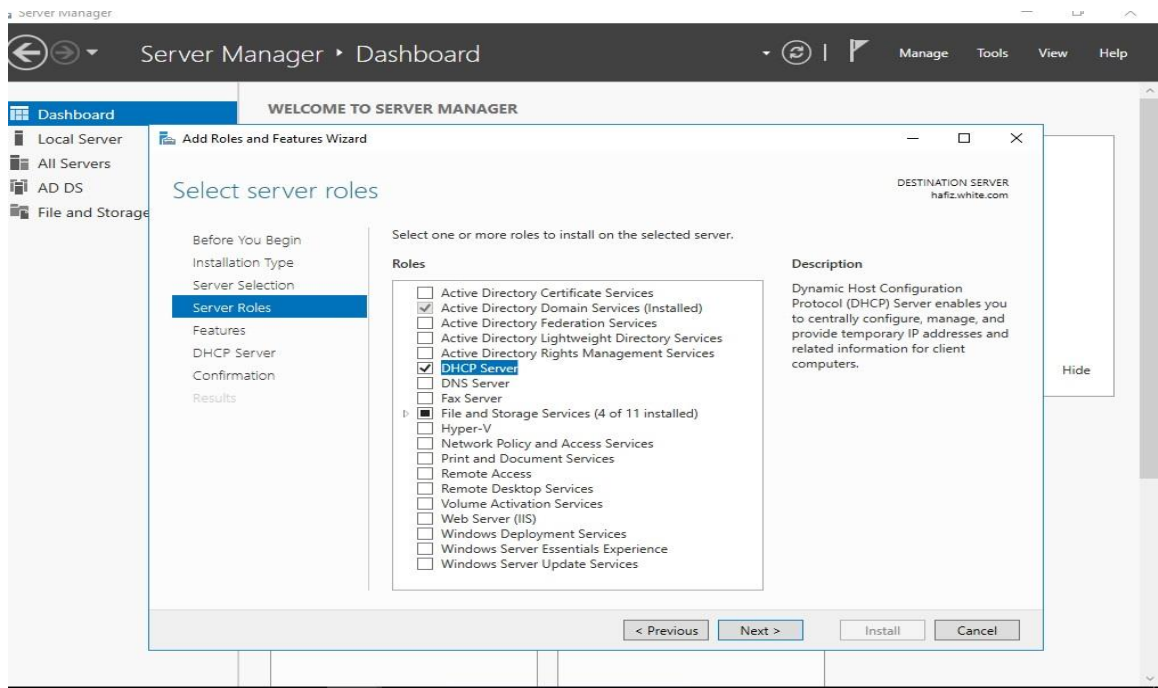 Server Manager
Server Manager ‣ Dashboard
Manage Tools View Help
Dashboard
Local Server
All Servers
AD DS
File and Storage
WELCOME TO SERVER MANAGER
Add Roles and Features Wizard
Select server roles
DESTINATION SERVER
hafiz.white.com
Before You Begin
Installation Type
Server Selection
Server Roles
Features
DHCP Server
Confirmation
Results
Select one or more roles to install on the selected server.
Roles
Active Directory Certificate Services
Active Directory Domain Services (Installed)
Active Directory Federation Services
Active Directory Lightweight Directory Services
Active Directory Rights Management Services
DHCP Server
DNS Server
Fax Server
File and Storage Services (4 of 11 installed)
Hyper-V
Network Policy and Access Services
Print and Document Services
Remote Access
Remote Desktop Services
Volume Activation Services
Web Server (IIS)
Windows Deployment Services
Windows Server Essentials Experience
Windows Server Update Services
Description
Dynamic Host Configuration
Protocol (DHCP) Server enables you
to centrally configure, manage, and
provide temporary IP addresses and
related information for client
computers.
Hide
< Previous
Next >
Install
Cancel